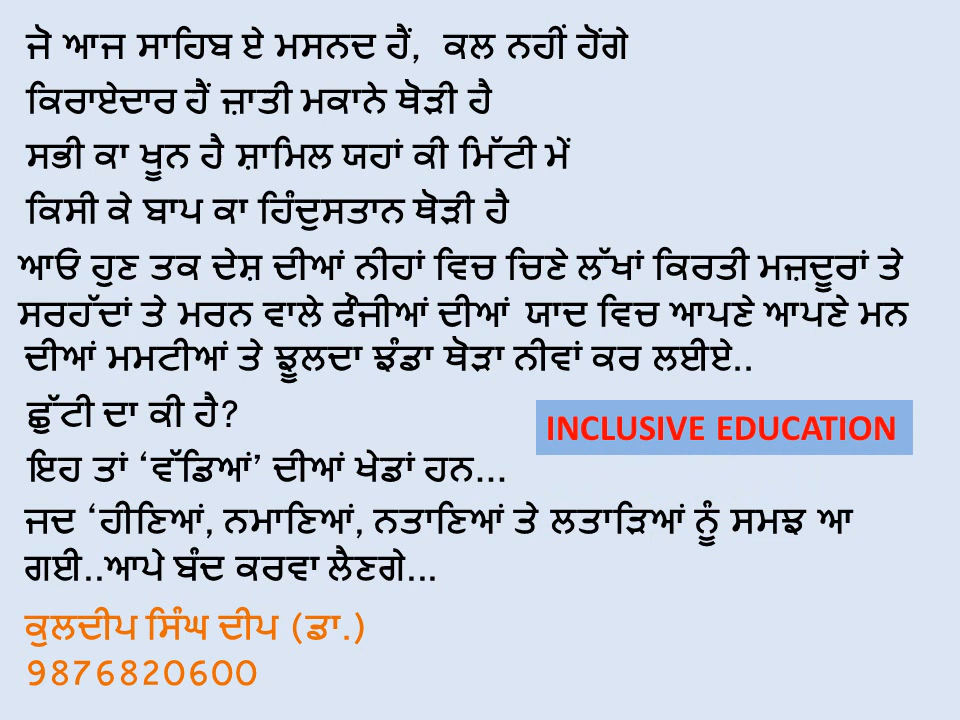 ਜੋ ਆਜ ਸਾਹਿਬ ਏ ਮਸਨਦ ਹੈਂ, ਕਲ ਨਹੀਂ ਹੋਂਗੇ
ਕਿਰਾਏਦਾਰ ਹੈਂ ਜ਼ਾਤੀ ਮਕਾਨੇ ਥੋੜੀ ਹੈ
ਸਭੀ ਕਾ ਖੂਨ ਹੈ ਸ਼ਾਮਿਲ ਯਹਾਂ ਕੀ ਮਿੱਟੀ ਮੇਂ
ਕਿਸੀ ਕੇ ਬਾਪ ਕਾ ਹਿੰਦੁਸਤਾਨ ਥੋੜੀ ਹੈ
ਆਓ ਹੁਣ ਤਕ ਦੇਸ਼ ਦੀਆਂ ਨੀਹਾਂ ਵਿਚ ਚਿਣੇ ਲੱਖਾਂ ਕਿਰਤੀ ਮਜ਼ਦੂਰਾਂ ਤੇ
ਸਰਹੱਦਾਂ ਤੇ ਮਰਨ ਵਾਲੇ ਫੌਜੀਆਂ ਦੀਆਂ ਯਾਦ ਵਿਚ ਆਪਣੇ ਆਪਣੇ ਮਨ
ਦੀਆਂ ਮਮਟੀਆਂ ਤੇ ਝੂਲਦਾ ਝੰਡਾ ਥੋੜਾ ਨੀਵਾਂ ਕਰ ਲਈਏ..
ਛੁੱਟੀ ਦਾ ਕੀ ਹੈ?
INCLUSIVE EDUCATION
ਇਹ ਤਾਂ ‘ਵੱਡਿਆਂ’ ਦੀਆਂ ਖੇਡਾਂ ਹਨ...
ਜਦ ‘ਹੀਣਿਆਂ, ਨਮਾਣਿਆਂ, ਨਤਾਣਿਆਂ ਤੇ ਲਤਾੜਿਆਂ ਨੂੰ ਸਮਝ ਆ
ਗਈ..ਆਪੇ ਬੰਦ ਕਰਵਾ ਲੈਣਗੇ...
ਕੁਲਦੀਪ ਸਿੰਘ ਦੀਪ (ਡਾ.)
9876820600